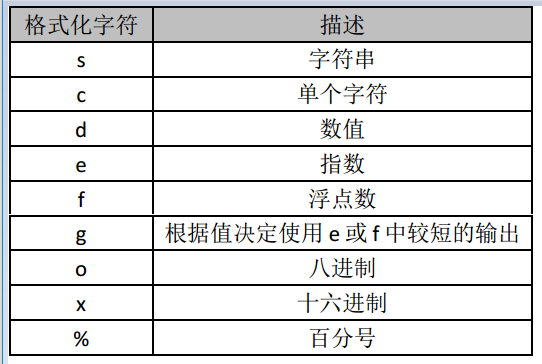 格式化字符 描述
s 字符串
c 单个字符
d 数值
e 指数
f 浮点数
g 根据值决定使用 e 或 f 中较短的输出
o 八进制
x 十六进制
% 百分号